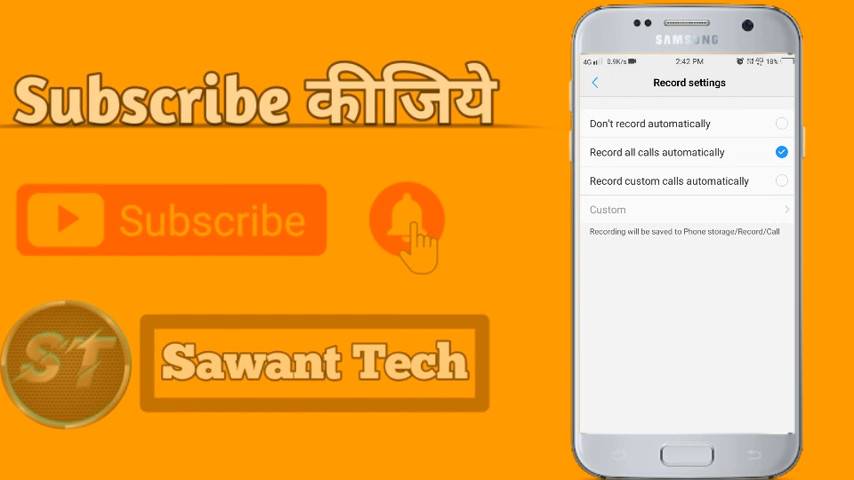 Subscribe कीजिये
Subscribe
ST
Sawant Tech
SAMSUNG
2:42 PM
Record settings
Don't record automatically
Record all calls automatically
Record custom calls automatically
Custom
Recording will be saved to Phone storage/Record/Call